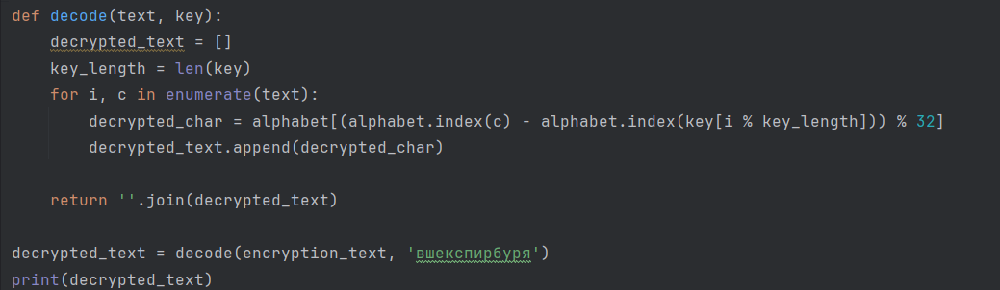 def decode(text, key):
    decrypted_text = []
    key_length = len(key)
    for i, c in enumerate(text):
        decrypted_char = alphabet[(alphabet.index(c) - alphabet.index(key[i % key_length])) % 32]
        decrypted_text.append(decrypted_char)
    return ''.join(decrypted_text)
decrypted_text = decode(encryption_text, 'вшекспирбуря')
print(decrypted_text)